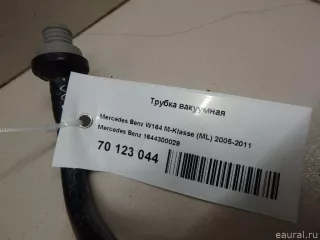 Трубка вакуумная
Mercedes Benz W164 M-Klasse (ML) 2005-2011
Mercedes Benz 1644300029
70 123 044
eaural.ru